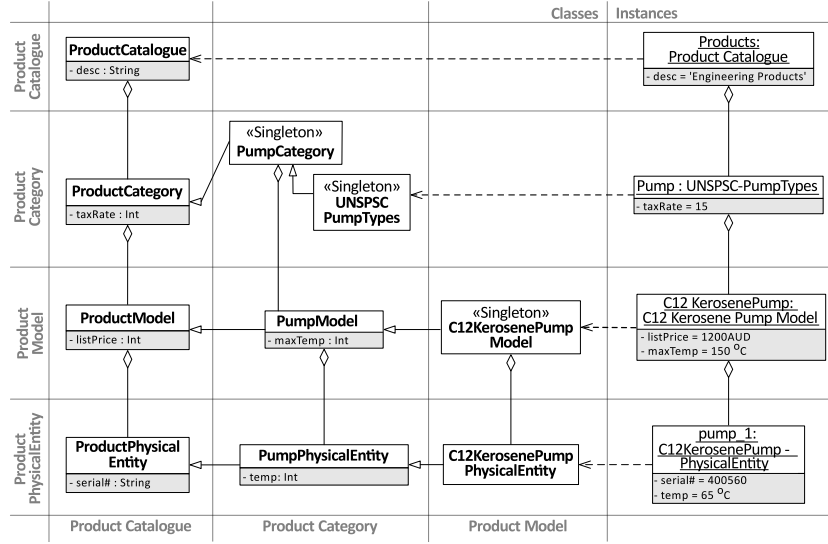 Classes
Instances
Product
Catalogue
ProductCatalogue
- desc : String
Products:
Product Catalogue
- desc = 'Engineering Products'
Product
Category
«Singleton»
PumpCategory
ProductCategory
- taxRate : Int
«Singleton»
UNSPSC
PumpTypes
Pump : UNSPSC-PumpTypes
- taxRate = 15
Product
Model
ProductModel
- listPrice : Int
PumpModel
- maxTemp : Int
«Singleton»
C12KerosenePump
Model
C12 KerosenePump:
C12 Kerosene Pump Model
- listPrice = 1200AUD
- maxTemp = 150 °C
Product
PhysicalEntity
ProductPhysical
Entity
- serial# : String
PumpPhysicalEntity
- temp: Int
C12KerosenePump
PhysicalEntity
pump_1:
C12KerosenePump -
PhysicalEntity
- serial# = 400560
- temp = 65 °C
Product Catalogue
Product Category
Product Model